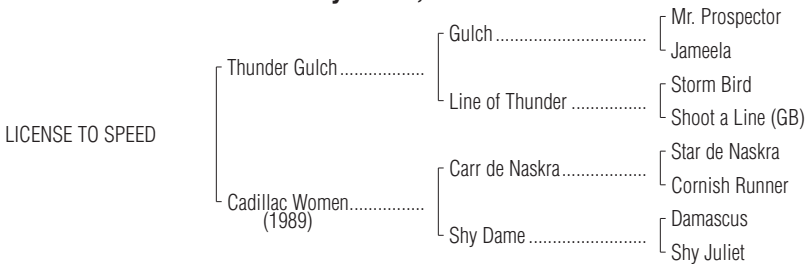 Mr. Prospector
Gulch
Jameela
Thunder Gulch
Storm Bird
Line of Thunder
Shoot a Line (GB)
LICENSE TO SPEED
Star de Naskra
Carr de Naskra
Cornish Runner
Cadillac Women
(1989)
Damascus
Shy Dame
Shy Juliet